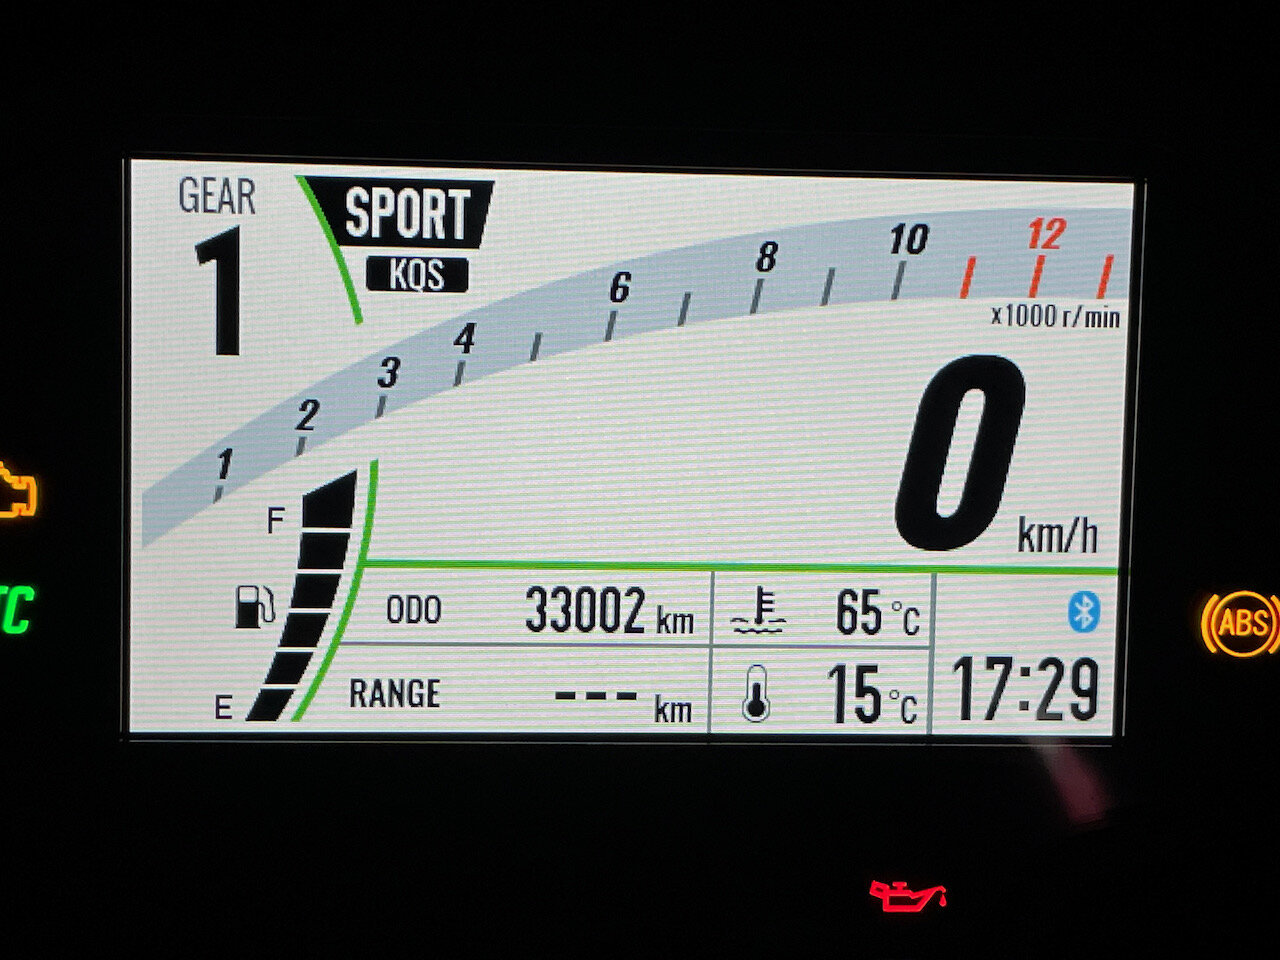 GEAR
1
SPORT
KQS
1 2 3 4 6 8 10 12
x1000 r/min
0 km/h
F
E
ODO 33002 km
RANGE --- km
65 °C
15 °C
17:29
TC
ABS